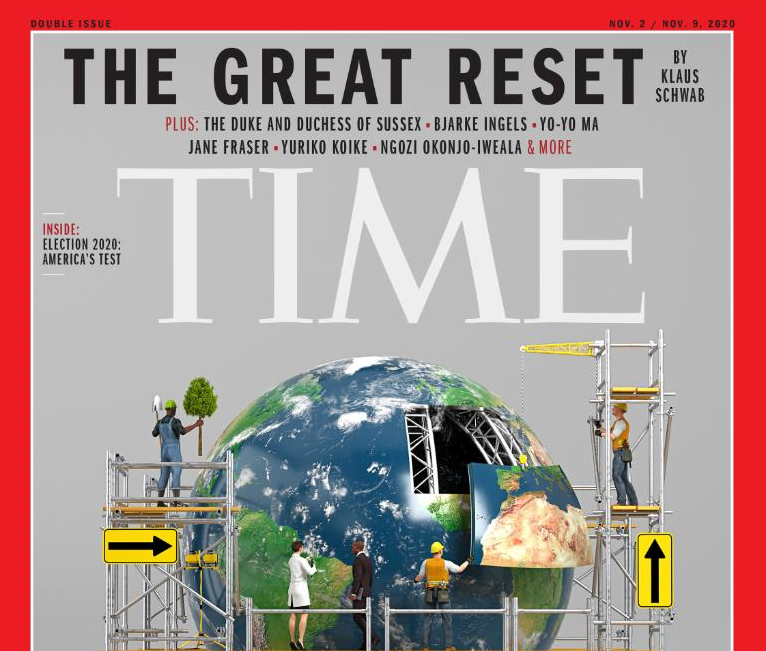 DOUBLE ISSUE
NOV. 2 / NOV. 9, 2020
THE GREAT RESET
BY
KLAUS
SCHWAB
PLUS: THE DUKE AND DUCHESS OF SUSSEX ▪ BJARKE INGELS ▪ YO-YO MA
JANE FRASER ▪ YURIKO KOIKE ▪ NGOZI OKONJO-IWEALA & MORE
TIME
INSIDE:
ELECTION 2020:
AMERICA'S TEST